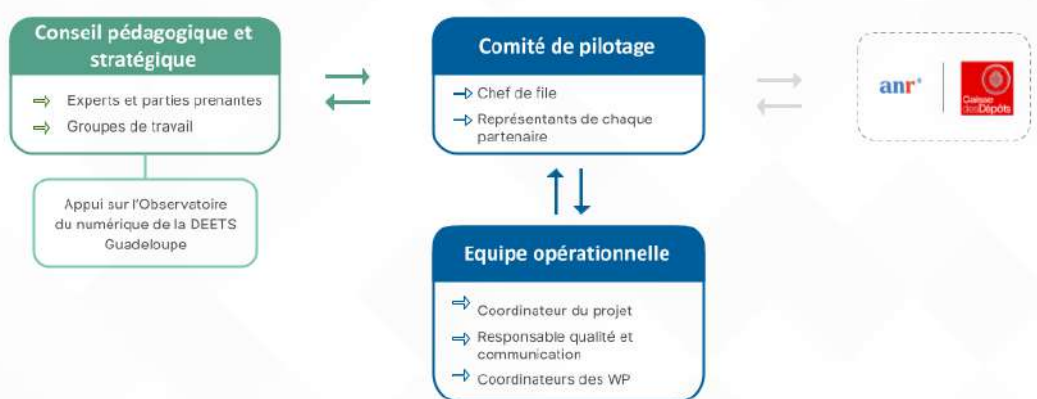 Conseil pédagogique et
stratégique
Experts et parties prenantes
Groupes de travail
Appui sur l'Observatoire
du numérique de la DEETS
Guadeloupe
Comité de pilotage
Chef de file
Représentants de chaque
partenaire
Equipe opérationnelle
Coordinateur du projet
Responsable qualité et
communication
Coordinateurs des WP
anr
Caisse
desDépôts